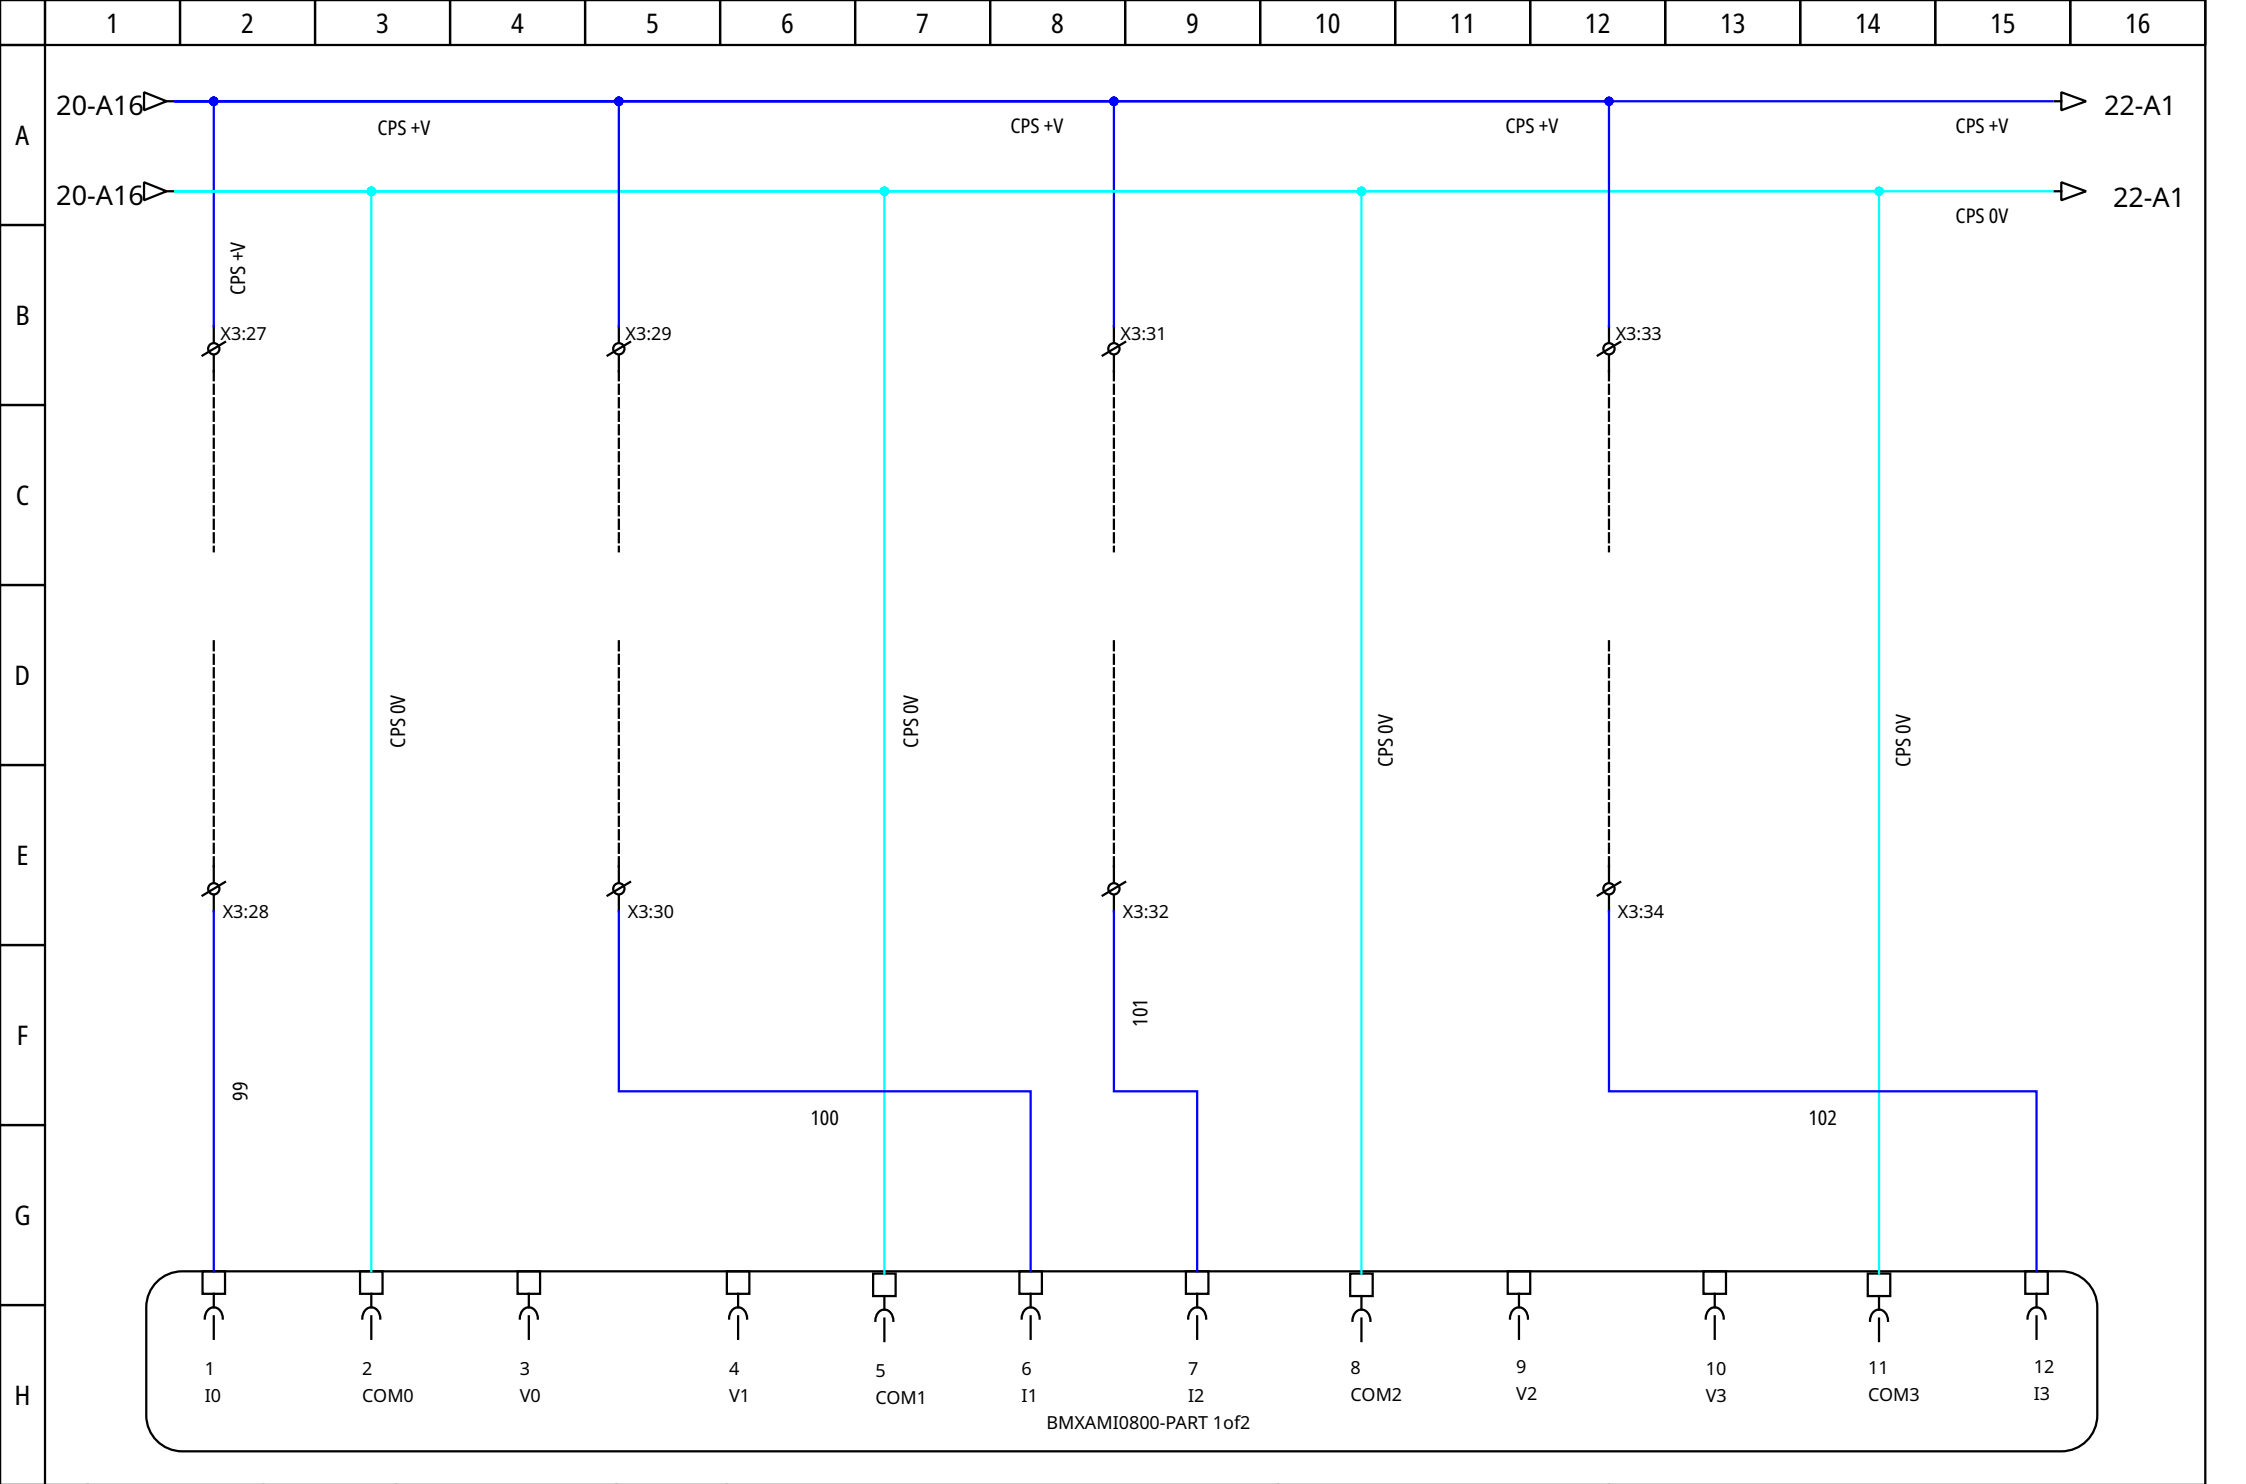 1 2 3 4 5 6 7 8 9 10 11 12 13 14 15 16
A
20-A16 22-A1
CPS +V CPS +V CPS +V CPS +V
20-A16 22-A1
CPS 0V
B
CPS +V
X3:27 X3:29 X3:31 X3:33
C
D
CPS 0V CPS 0V CPS 0V CPS 0V
E
X3:28 X3:30 X3:32 X3:34
F
101
99
100 102
G
H
1 2 3 4 5 6 7 8 9 10 11 12
I0 COM0 V0 V1 COM1 I1 I2 COM2 V2 V3 COM3 I3
BMXAMI0800-PART 1of2